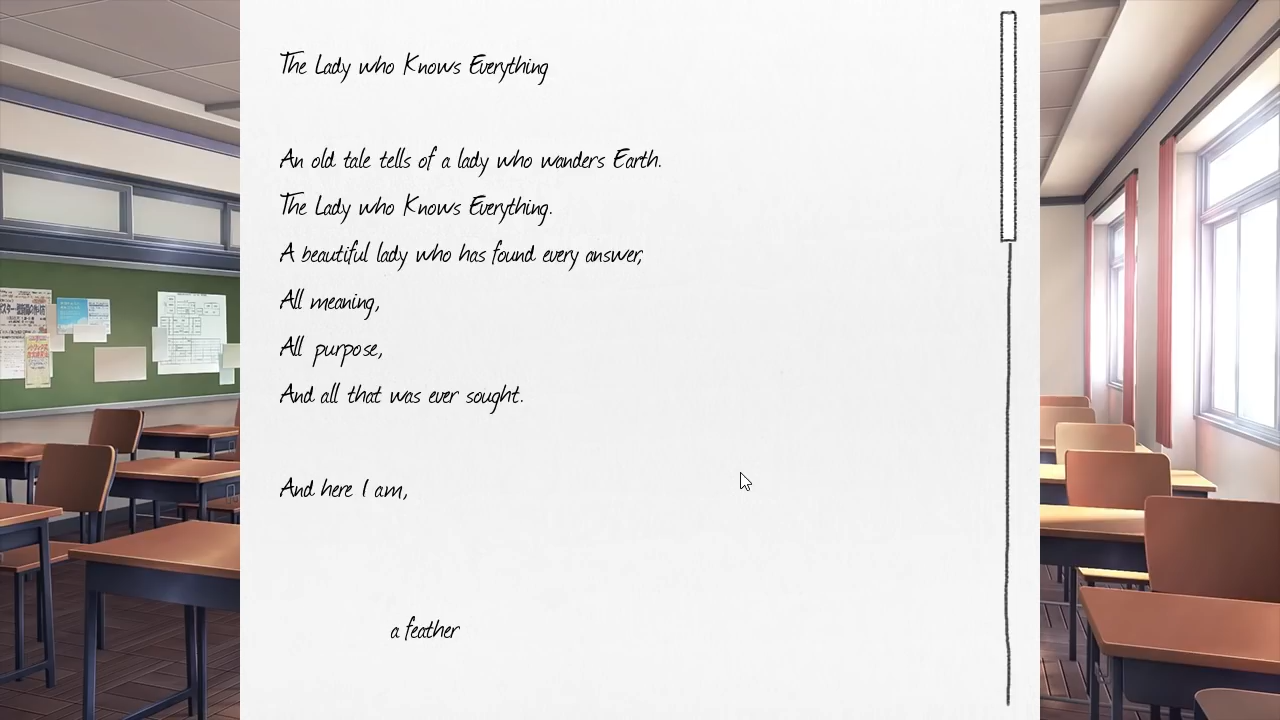 The Lady who Knows Everything
An old tale tells of a lady who wanders Earth.
The Lady who Knows Everything.
A beautiful lady who has found every answer,
All meaning,
All purpose,
And all that was ever sought.
And here I am,
a feather